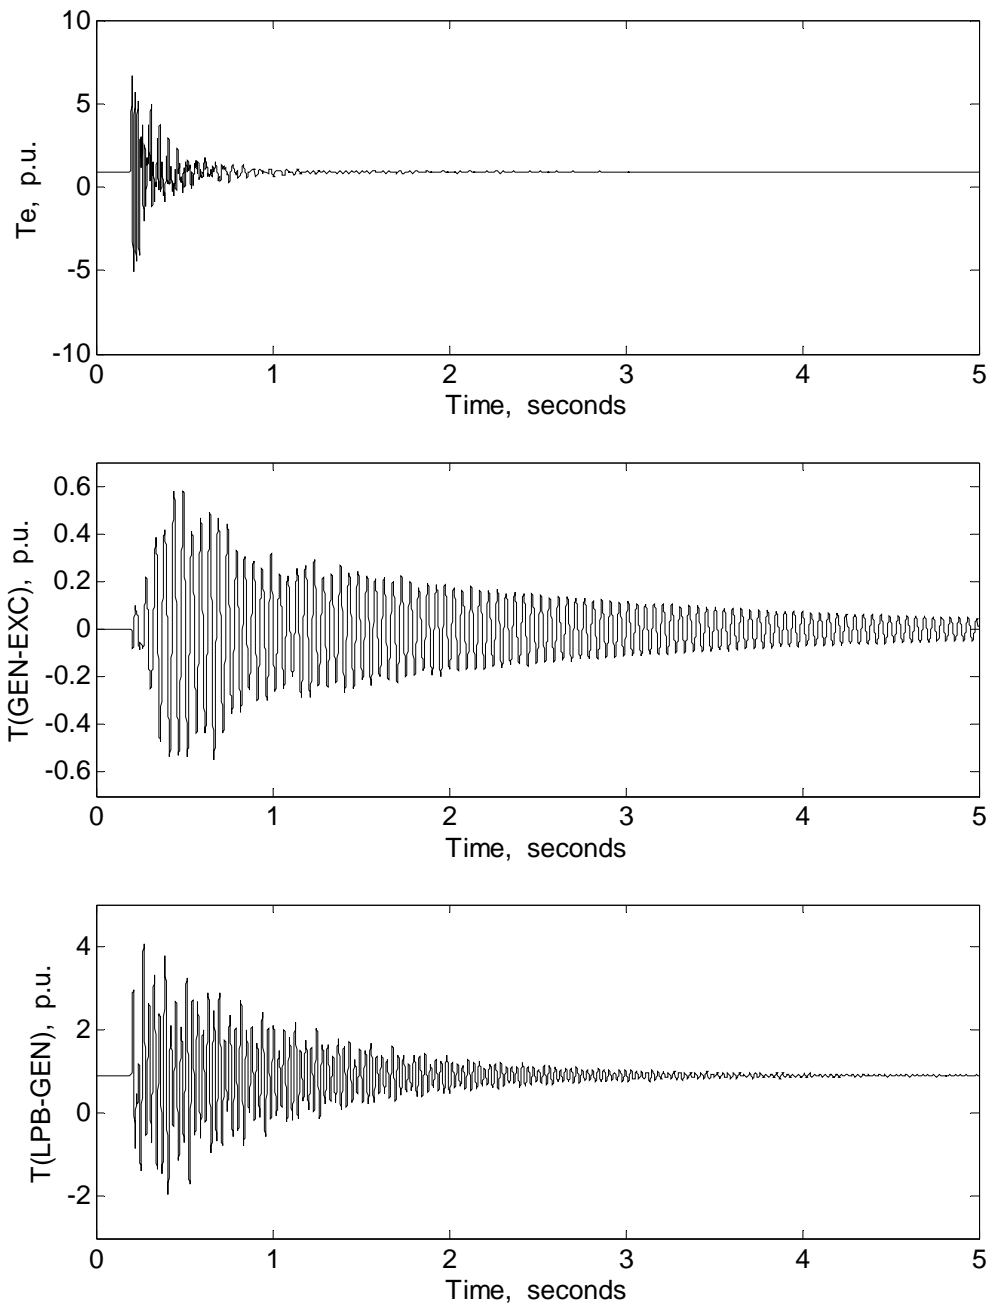 10
5
0
-5
-10
Te, p.u.
0 1 2 3 4 5
Time, seconds
0.6
0.4
0.2
0
-0.2
-0.4
-0.6
T(GEN-EXC), p.u.
0 1 2 3 4 5
Time, seconds
4
2
0
-2
T(LPB-GEN), p.u.
0 1 2 3 4 5
Time, seconds